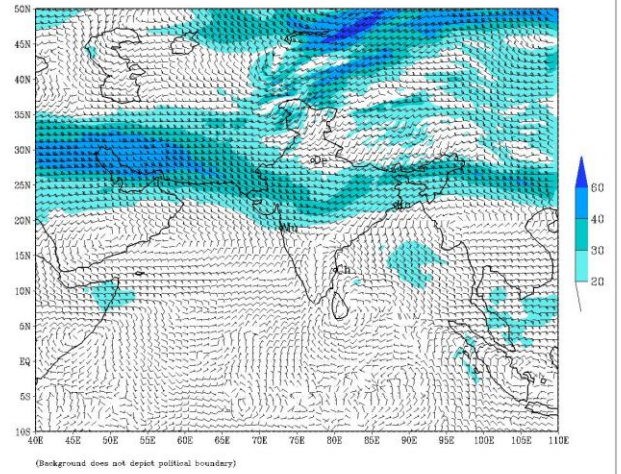 50N
45N
40N
35N
30N
25N
20N
15N
10N
5N
EQ
5S
10S
40E 45E 50E 55E 60E 65E 70E 75E 80E 85E 90E 95E 100E 105E 110E
De
Mu
Ch
60
40
30
20
(Background does not depict political boundary)